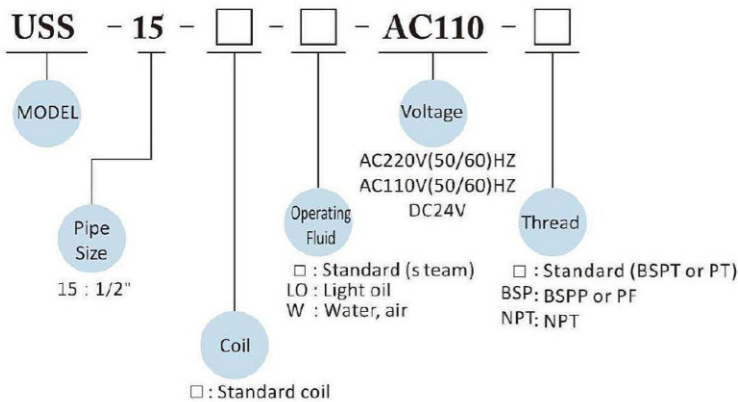 USS - 15 - □ - □ - AC110 - □
MODEL
Voltage
AC220V(50/60)HZ
AC110V(50/60)HZ
DC24V
Pipe
Size
15 : 1/2"
Operating
Fluid
□ : Standard (steam)
LO : Light oil
W : Water, air
Thread
□ : Standard (BSPT or PT)
BSP: BSPP or PF
NPT: NPT
Coil
□ : Standard coil